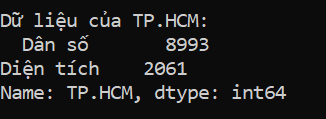 Dữ liệu của TP.HCM:
Dân số 8993
Diện tích 2061
Name: TP.HCM, dtype: int64